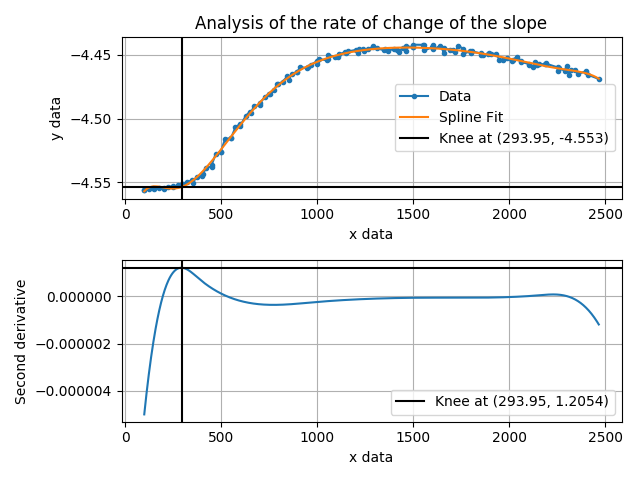 Analysis of the rate of change of the slope
y data
−4.45
−4.50
−4.55
Data
Spline Fit
Knee at (293.95, -4.553)
0
500
1000
1500
2000
2500
x data
Second derivative
0.000000
−0.000002
−0.000004
Knee at (293.95, 1.2054)
0
500
1000
1500
2000
2500
x data